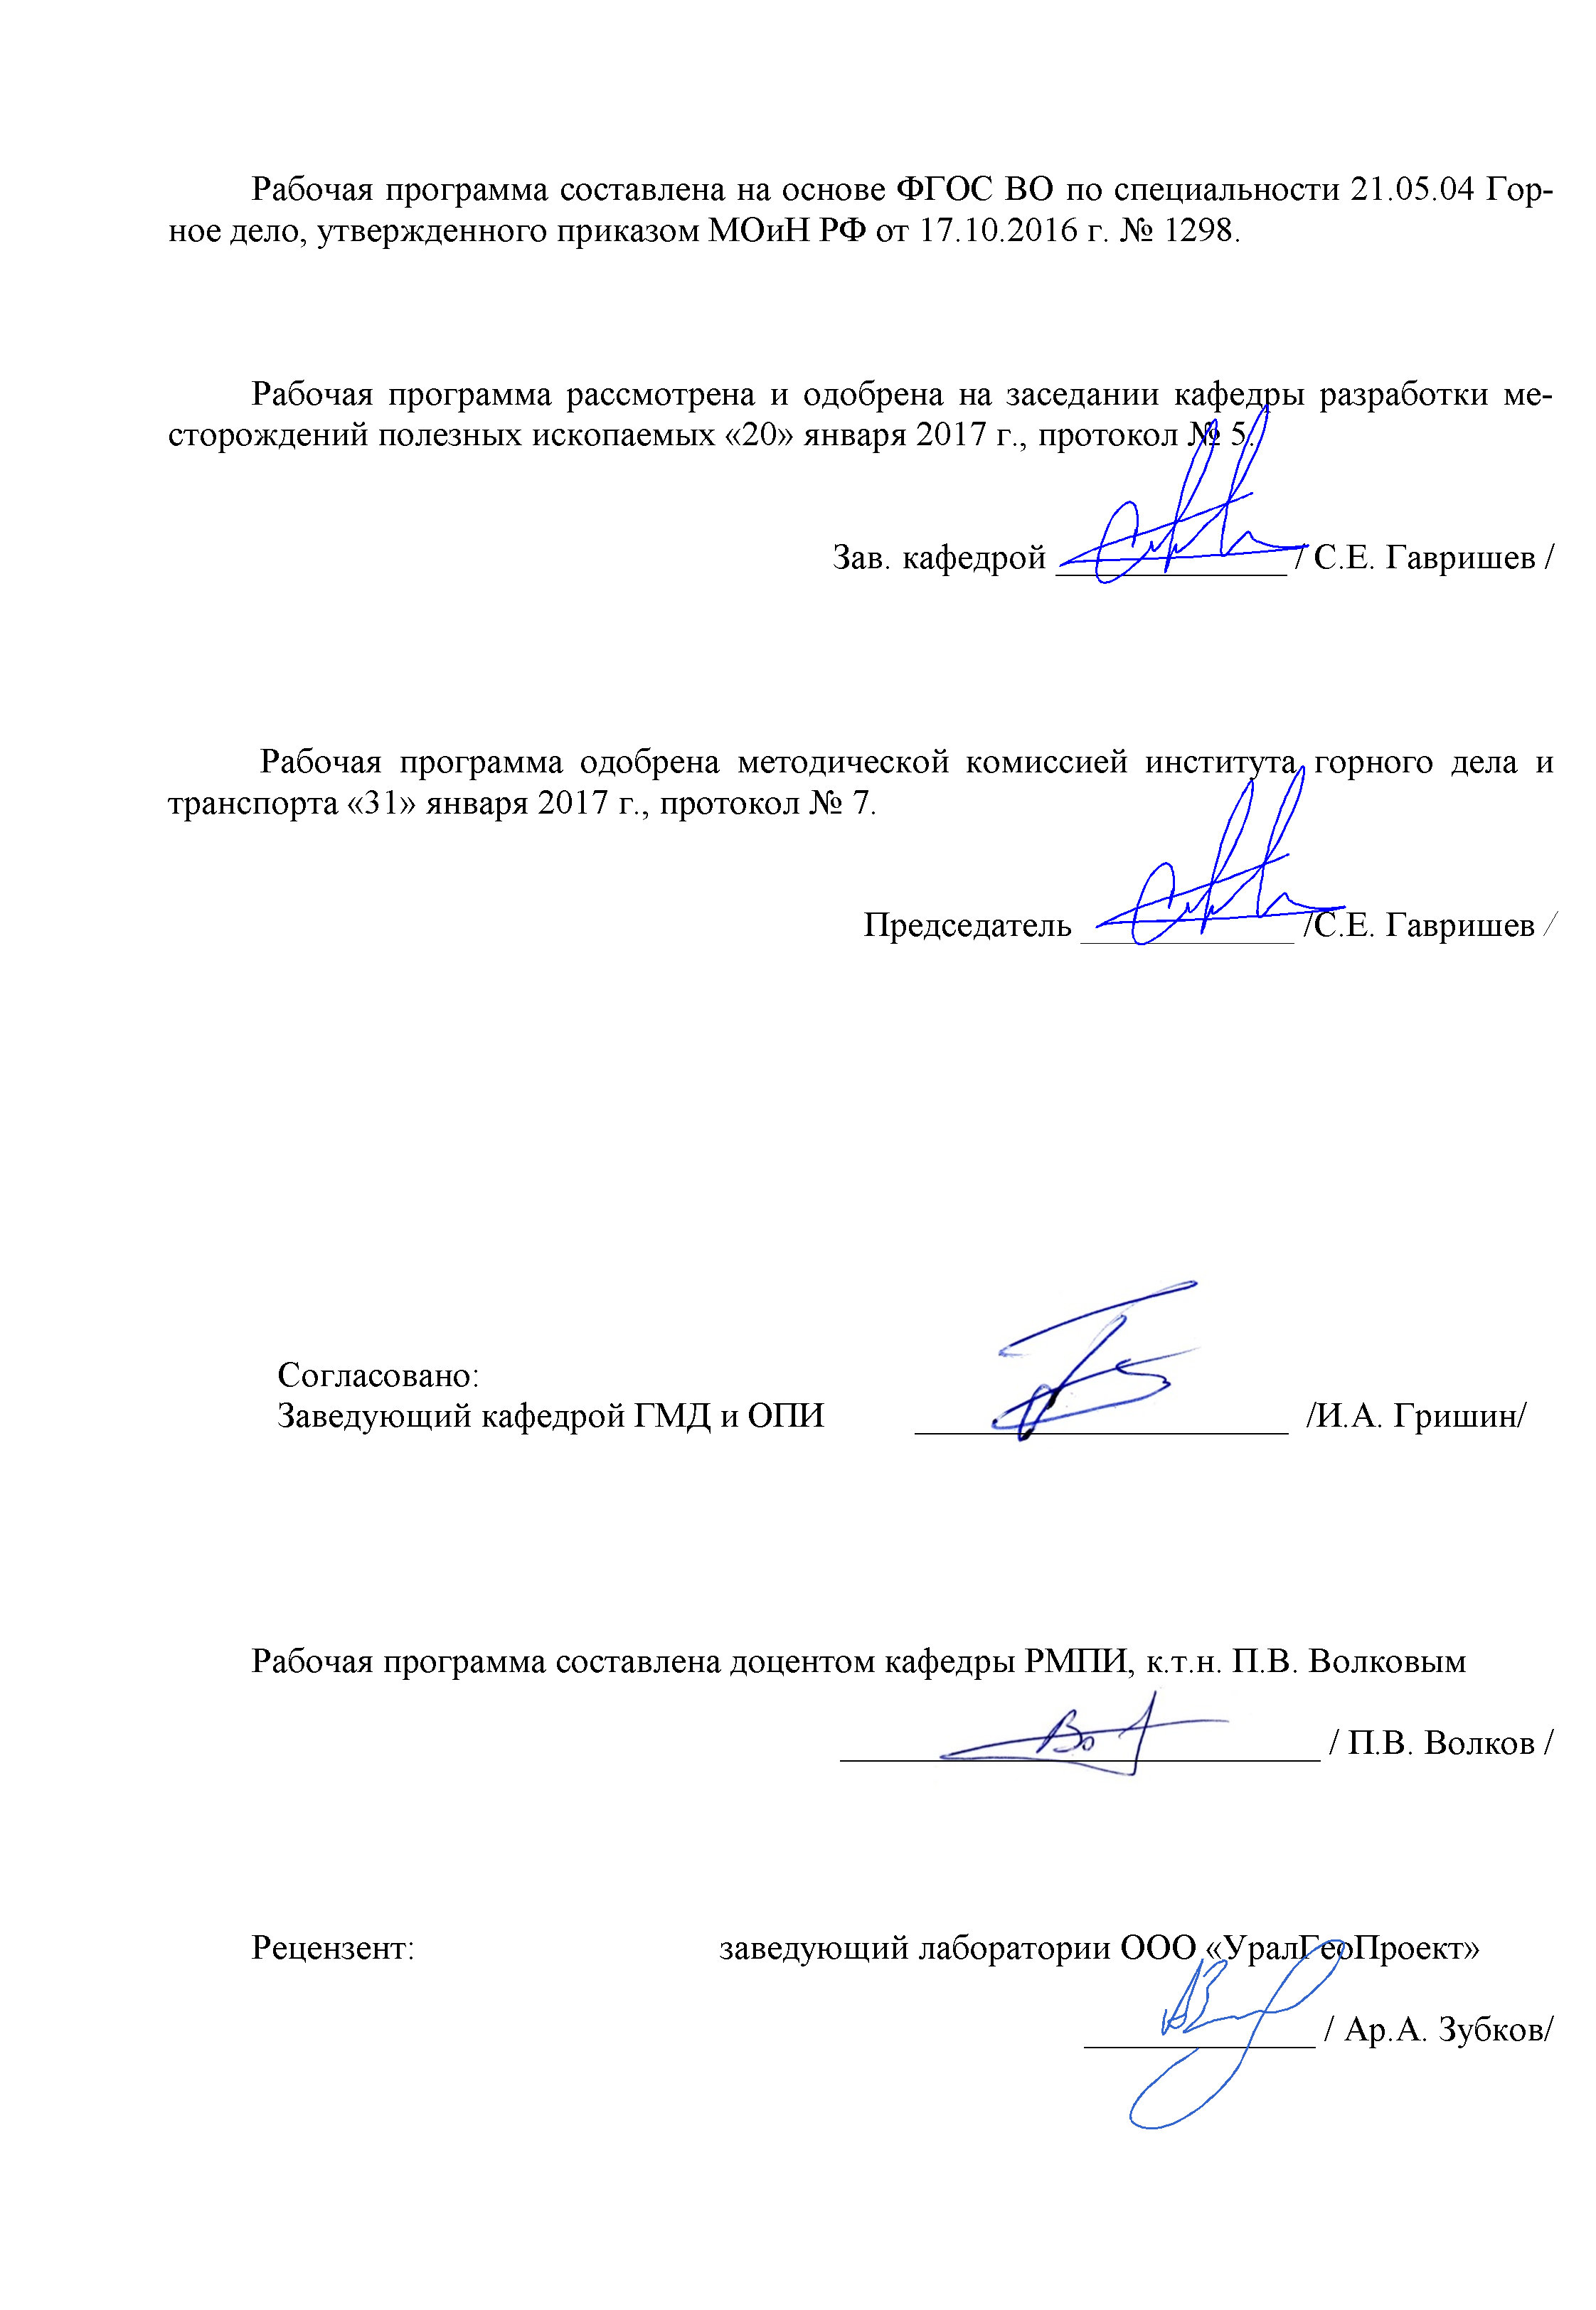 Рабочая программа составлена на основе ФГОС ВО по специальности 21.05.04 Гор-
ное дело, утвержденного приказом МОиН РФ от 17.10.2016 г. № 1298.
Рабочая программа рассмотрена и одобрена на заседании кафедры разработки ме-
сторождений полезных ископаемых «20» января 2017 г., протокол № 5.
Зав. кафедрой _____________ / С.Е. Гавришев /
Рабочая программа одобрена методической комиссией института горного дела и
транспорта «31» января 2017 г., протокол № 7.
Председатель ____________ /С.Е. Гавришев /
Согласовано:
Заведующий кафедрой ГМД и ОПИ _____________________ /И.А. Гришин/
Рабочая программа составлена доцентом кафедры РМПИ, к.т.н. П.В. Волковым
___________________________ / П.В. Волков /
Рецензент: заведующий лаборатории ООО «УралГеоПроект»
_____________ / Ар.А. Зубков/